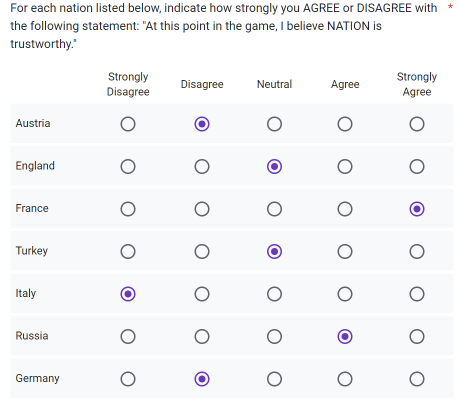 For each nation listed below, indicate how strongly you AGREE or DISAGREE with *
the following statement: "At this point in the game, I believe NATION is
trustworthy."
Strongly Disagree Disagree Neutral Agree Strongly Agree
Austria
England
France
Turkey
Italy
Russia
Germany